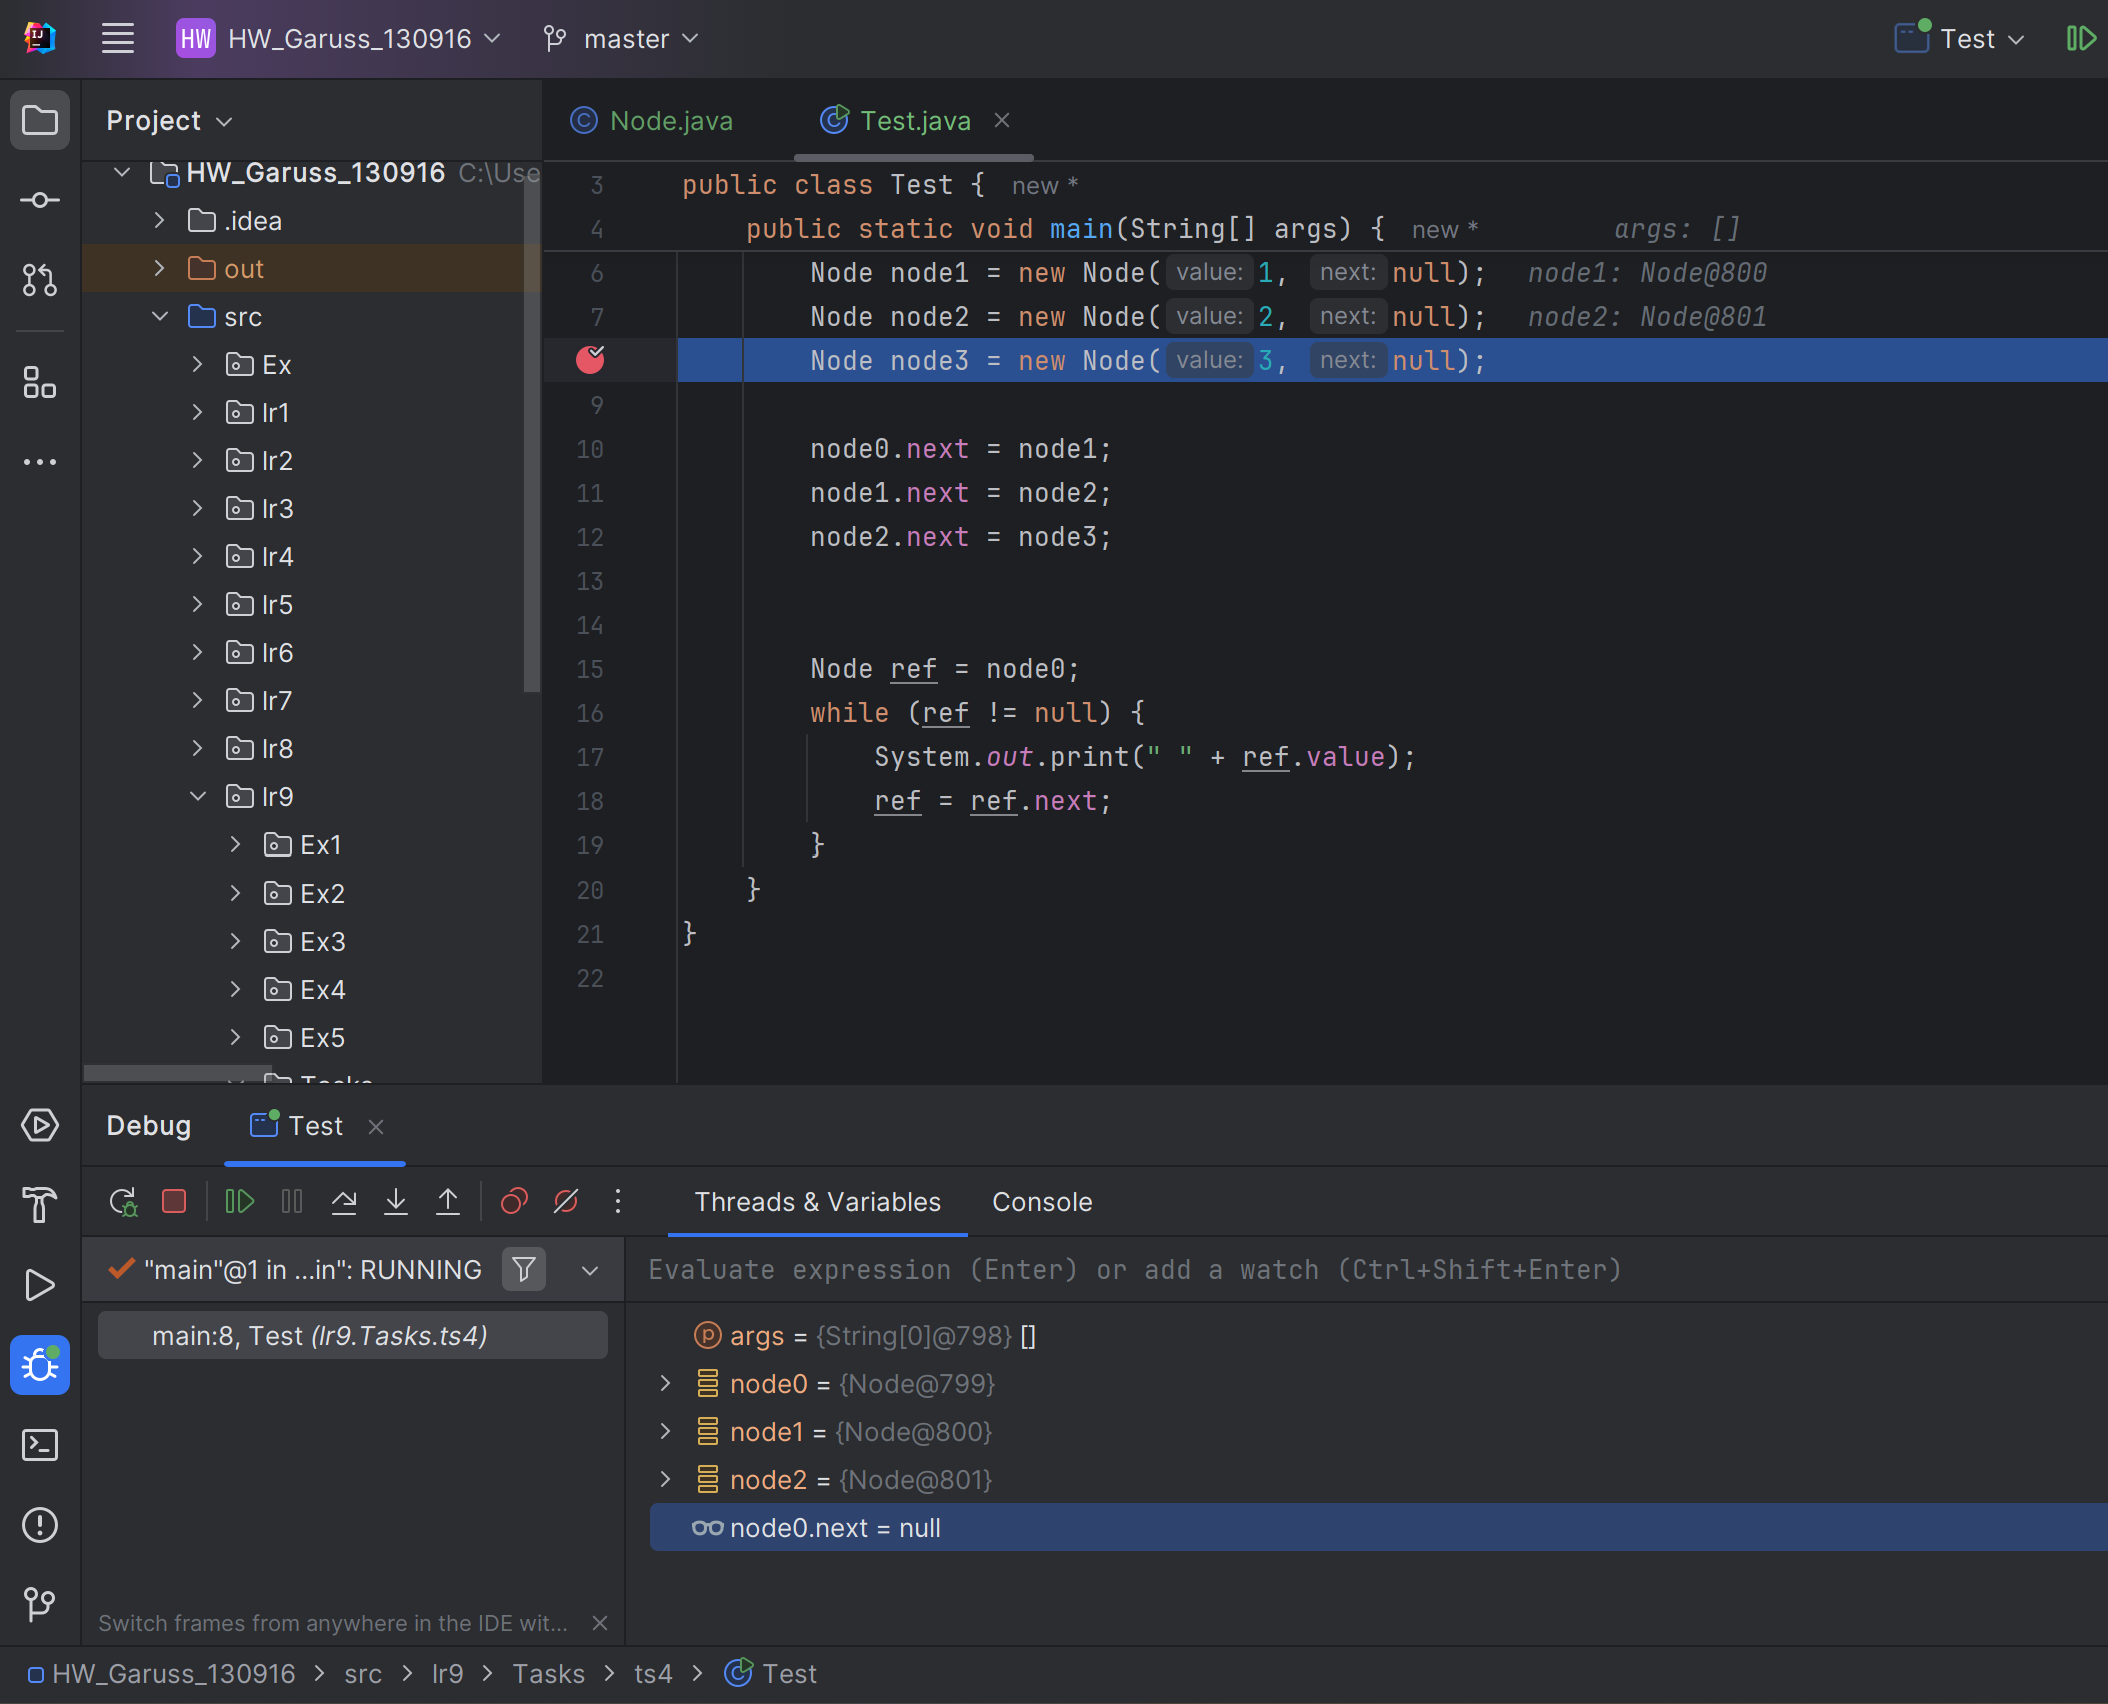 HW HW_Garuss_130916 master Test
Project
HW_Garuss_130916 C:\Use
.idea
out
src
Ex
lr1
lr2
lr3
lr4
lr5
lr6
lr7
lr8
lr9
Ex1
Ex2
Ex3
Ex4
Ex5
Tasks
Node.java Test.java
3 public class Test { new *
4 public static void main(String[] args) { new * args: []
6 Node node1 = new Node( value: 1, next: null); node1: Node@800
7 Node node2 = new Node( value: 2, next: null); node2: Node@801
Node node3 = new Node( value: 3, next: null);
9
10 node0.next = node1;
11 node1.next = node2;
12 node2.next = node3;
13
14
15 Node ref = node0;
16 while (ref != null) {
17 System.out.print(" " + ref.value);
18 ref = ref.next;
19 }
20 }
21 }
22
Debug Test
Threads & Variables Console
"main"@1 in ...in": RUNNING
main:8, Test (lr9.Tasks.ts4)
Switch frames from anywhere in the IDE wit...
Evaluate expression (Enter) or add a watch (Ctrl+Shift+Enter)
args = {String[0]@798} []
node0 = {Node@799}
node1 = {Node@800}
node2 = {Node@801}
node0.next = null
HW_Garuss_130916 > src > lr9 > Tasks > ts4 > Test